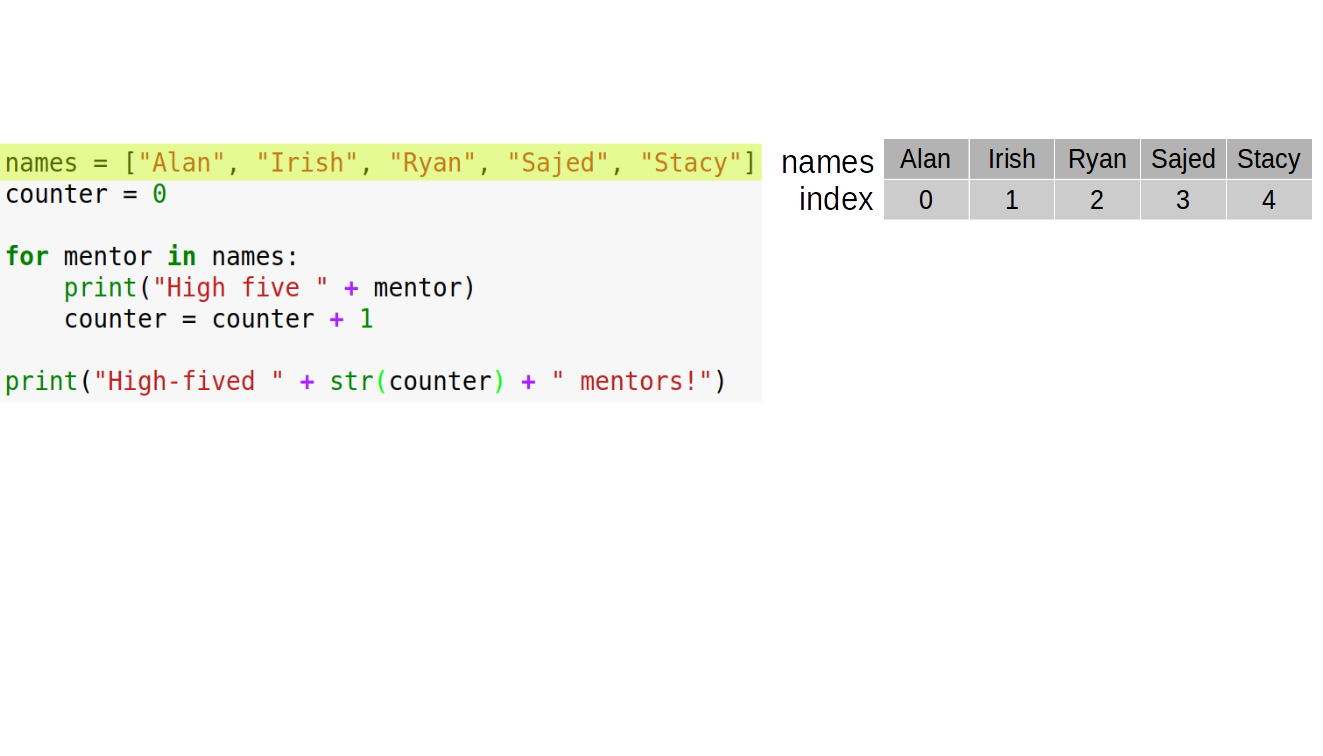 names = ["Alan", "Irish", "Ryan", "Sajed", "Stacy"]
counter = 0
for mentor in names:
    print("High five " + mentor)
    counter = counter + 1
print("High-fived " + str(counter) + " mentors!")
names Alan Irish Ryan Sajed Stacy
index 0 1 2 3 4